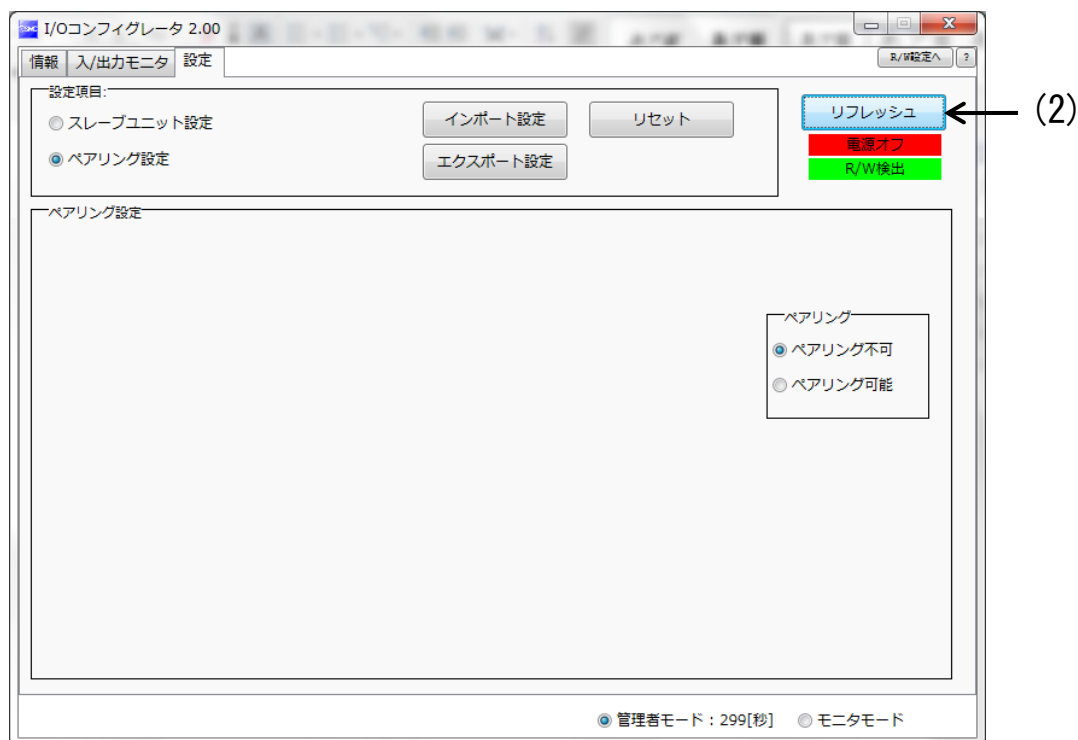 I/Oコンフィグレータ 2.00
情報 入/出力モニタ 設定 R/W設定へ ?
設定項目:
スレーブユニット設定 インポート設定 リセット リフレッシュ (2)
電源オフ
ペアリング設定 エクスポート設定 R/W検出
ペアリング設定
ペアリング
ペアリング不可
ペアリング可能
管理者モード：299[秒] モニタモード